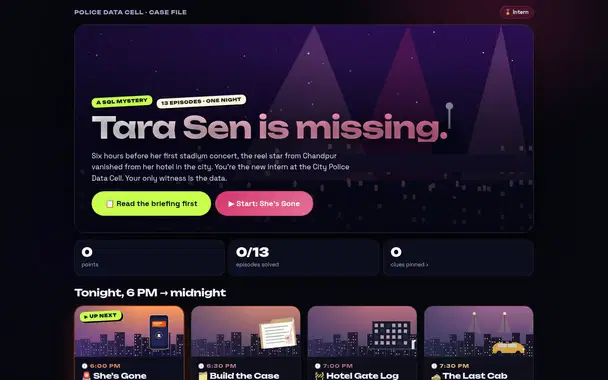 POLICE DATA CELL · CASE FILE
Intern
A SQL MYSTERY
13 EPISODES · ONE NIGHT
Tara Sen is missing.
Six hours before her first stadium concert, the reel star from Chandpur
vanished from her hotel in the city. You're the new intern at the City Police
Data Cell. Your only witness is the data.
📋 Read the briefing first
▶ Start: She's Gone
0
points
0/13
episodes solved
0
clues pinned ›
Tonight, 6 PM → midnight
▶ UP NEXT
6:00 PM
She's Gone
6:30 PM
Build the Case
7:00 PM
Hotel Gate Log
7:30 PM
The Last Cab